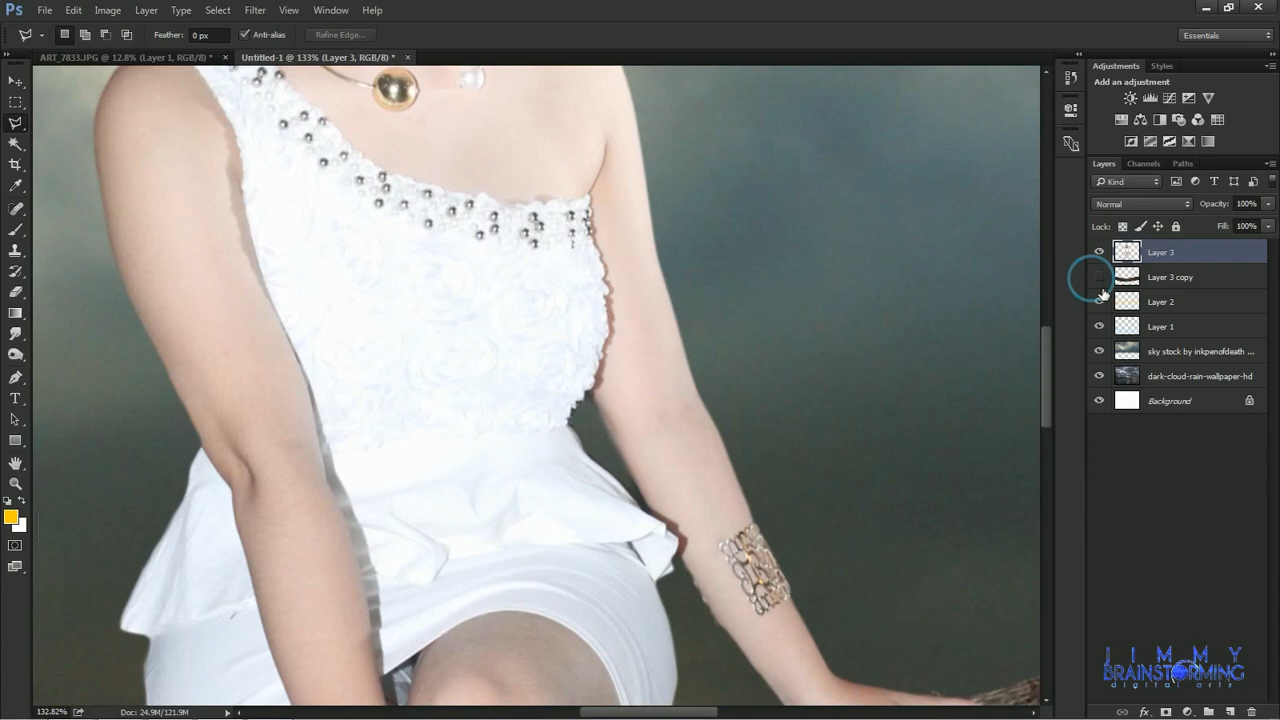 Ps File Edit Image Layer Type Select Filter View Window Help
Feather: 0 px Anti-alias Refine Edge... Essentials
ART_7833.JPG @ 12.8% (Layer 1, RGB/8) * × Untitled-1 @ 133% (Layer 3, RGB/8) * ×
Adjustments Styles
Add an adjustment
Layers Channels Paths
Kind
Normal Opacity: 100%
Lock: Fill: 100%
Layer 3
Layer 3 copy
Layer 2
Layer 1
sky stock by inkpenofdeath ...
dark-cloud-rain-wallpaper-hd
Background
JIMMY
BRAINSTORMING
digital arts
132.82% Doc: 24.9M/121.9M